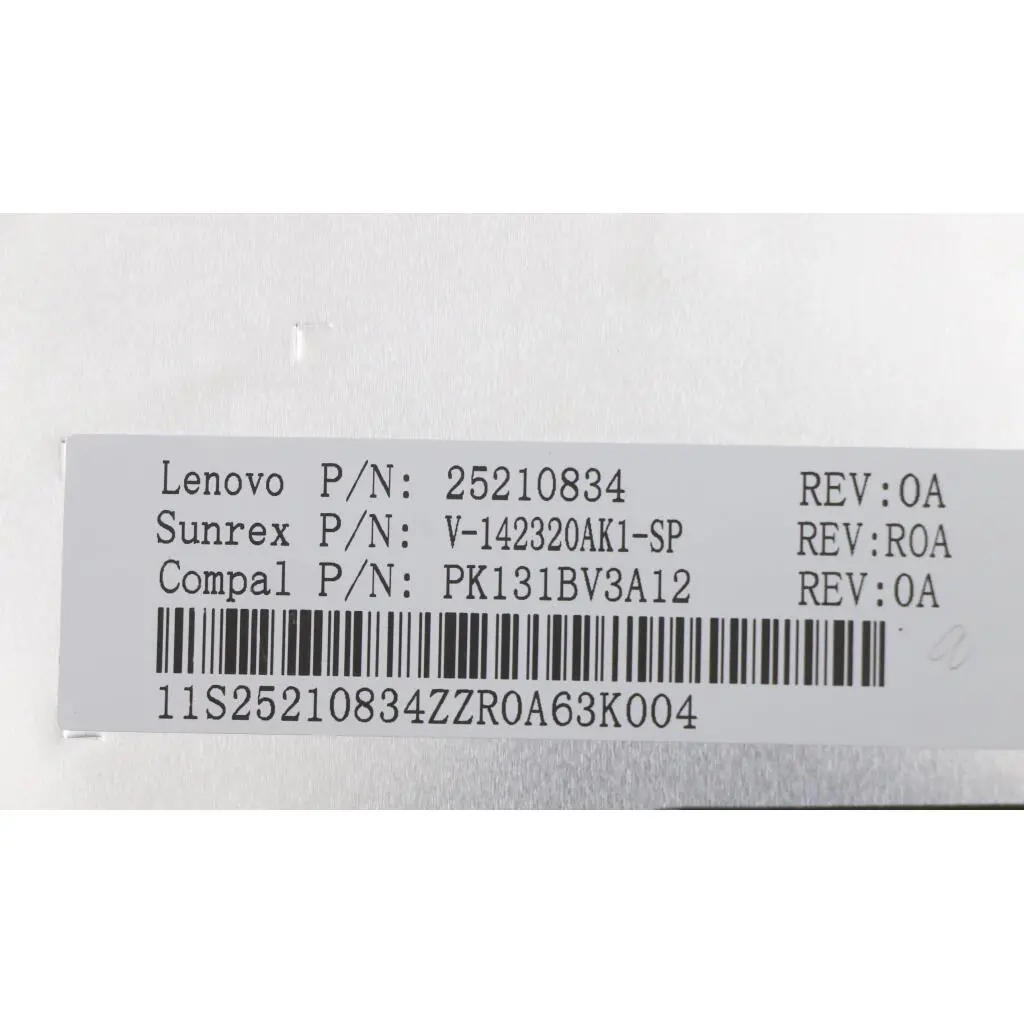 Lenovo P/N: 25210834 REV:0A
Sunrex P/N: V-142320AK1-SP REV:R0A
Compal P/N: PK131BV3A12 REV:0A
11S25210834ZZR0A63K004